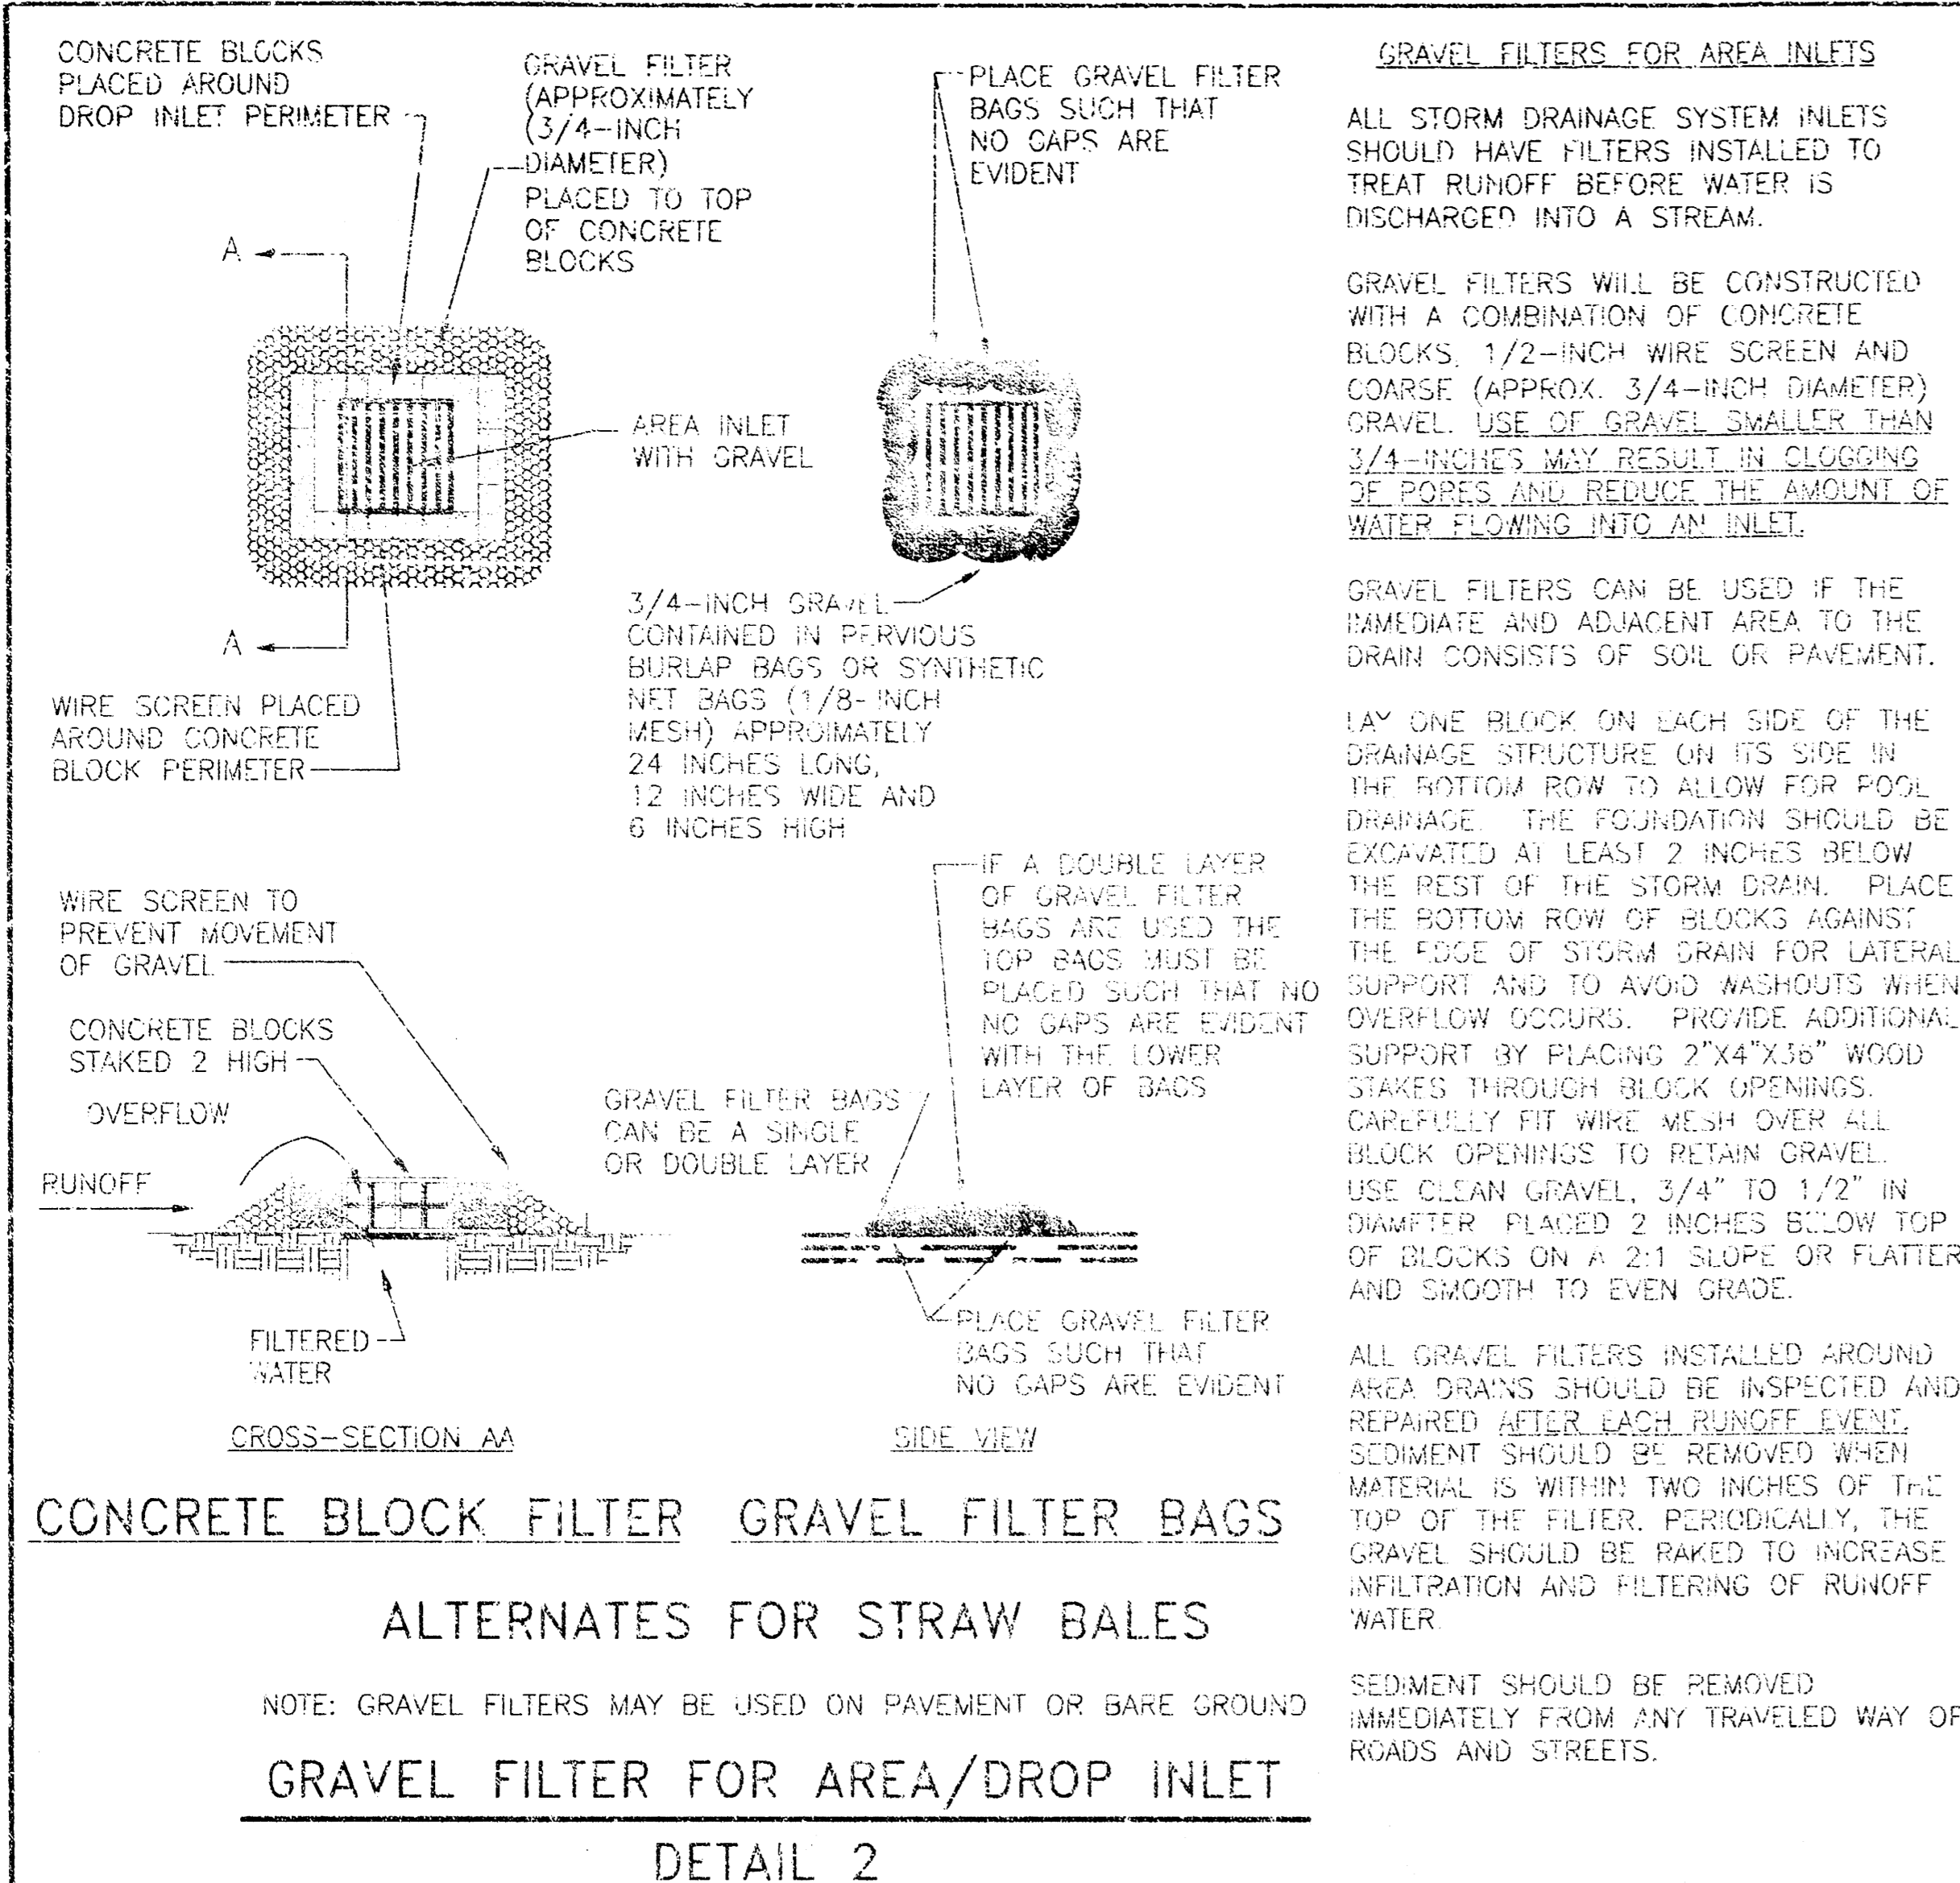 CONCRETE BLOCKS
PLACED AROUND
DROP INLET PERIMETER
GRAVEL FILTER
(APPROXIMATELY
(3/4-INCH
DIAMETER)
PLACED TO TOP
OF CONCRETE
BLOCKS
A
A
AREA INLET
WITH GRAVEL
WIRE SCREEN PLACED
AROUND CONCRETE
BLOCK PERIMETER
PLACE GRAVEL FILTER
BAGS SUCH THAT
NO GAPS ARE
EVIDENT
3/4-INCH GRAVEL
CONTAINED IN PERVIOUS
BURLAP BAGS OR SYNTHETIC
NET BAGS (1/8-INCH
MESH) APPROIMATELY
24 INCHES LONG,
12 INCHES WIDE AND
6 INCHES HIGH
WIRE SCREEN TO
PREVENT MOVEMENT
OF GRAVEL
CONCRETE BLOCKS
STAKED 2 HIGH
OVERFLOW
RUNOFF
FILTERED
WATER
CROSS-SECTION AA
IF A DOUBLE LAYER
OF GRAVEL FILTER
BAGS ARE USED THE
TOP BAGS MUST BE
PLACED SUCH THAT NO
NO GAPS ARE EVIDENT
WITH THE LOWER
LAYER OF BAGS
GRAVEL FILTER BAGS
CAN BE A SINGLE
OR DOUBLE LAYER
PLACE GRAVEL FILTER
BAGS SUCH THAT
NO GAPS ARE EVIDENT
SIDE VIEW
CONCRETE BLOCK FILTER
GRAVEL FILTER BAGS
ALTERNATES FOR STRAW BALES
NOTE: GRAVEL FILTERS MAY BE USED ON PAVEMENT OR BARE GROUND
GRAVEL FILTER FOR AREA/DROP INLET
DETAIL 2
GRAVEL FILTERS FOR AREA INLETS
ALL STORM DRAINAGE SYSTEM INLETS
SHOULD HAVE FILTERS INSTALLED TO
TREAT RUNOFF BEFORE WATER IS
DISCHARGED INTO A STREAM.
GRAVEL FILTERS WILL BE CONSTRUCTED
WITH A COMBINATION OF CONCRETE
BLOCKS, 1/2-INCH WIRE SCREEN AND
COARSE (APPROX. 3/4-INCH DIAMETER)
GRAVEL. USE OF GRAVEL SMALLER THAN
3/4-INCHES MAY RESULT IN CLOGGING
OF PORES AND REDUCE THE AMOUNT OF
WATER FLOWING INTO AN INLET.
GRAVEL FILTERS CAN BE USED IF THE
IMMEDIATE AND ADJACENT AREA TO THE
DRAIN CONSISTS OF SOIL OR PAVEMENT.
LAY ONE BLOCK ON EACH SIDE OF THE
DRAINAGE STRUCTURE ON ITS SIDE IN
THE BOTTOM ROW TO ALLOW FOR POOL
DRAINAGE. THE FOUNDATION SHOULD BE
EXCAVATED AT LEAST 2 INCHES BELOW
THE REST OF THE STORM DRAIN. PLACE
THE BOTTOM ROW OF BLOCKS AGAINST
THE EDGE OF STORM DRAIN FOR LATERAL
SUPPORT AND TO AVOID WASHOUTS WHEN
OVERFLOW OCCURS. PROVIDE ADDITIONAL
SUPPORT BY PLACING 2"X4"X36" WOOD
STAKES THROUGH BLOCK OPENINGS.
CAREFULLY FIT WIRE MESH OVER ALL
BLOCK OPENINGS TO RETAIN GRAVEL.
USE CLEAN GRAVEL, 3/4" TO 1/2" IN
DIAMETER PLACED 2 INCHES BELOW TOP
OF BLOCKS ON A 2:1 SLOPE OR FLATTER
AND SMOOTH TO EVEN GRADE.
ALL GRAVEL FILTERS INSTALLED AROUND
AREA DRAINS SHOULD BE INSPECTED AND
REPAIRED AFTER EACH RUNOFF EVENT.
SEDIMENT SHOULD BE REMOVED WHEN
MATERIAL IS WITHIN TWO INCHES OF THE
TOP OF THE FILTER. PERIODICALLY, THE
GRAVEL SHOULD BE RAKED TO INCREASE
INFILTRATION AND FILTERING OF RUNOFF
WATER.
SEDIMENT SHOULD BE REMOVED
IMMEDIATELY FROM ANY TRAVELED WAY OF
ROADS AND STREETS.